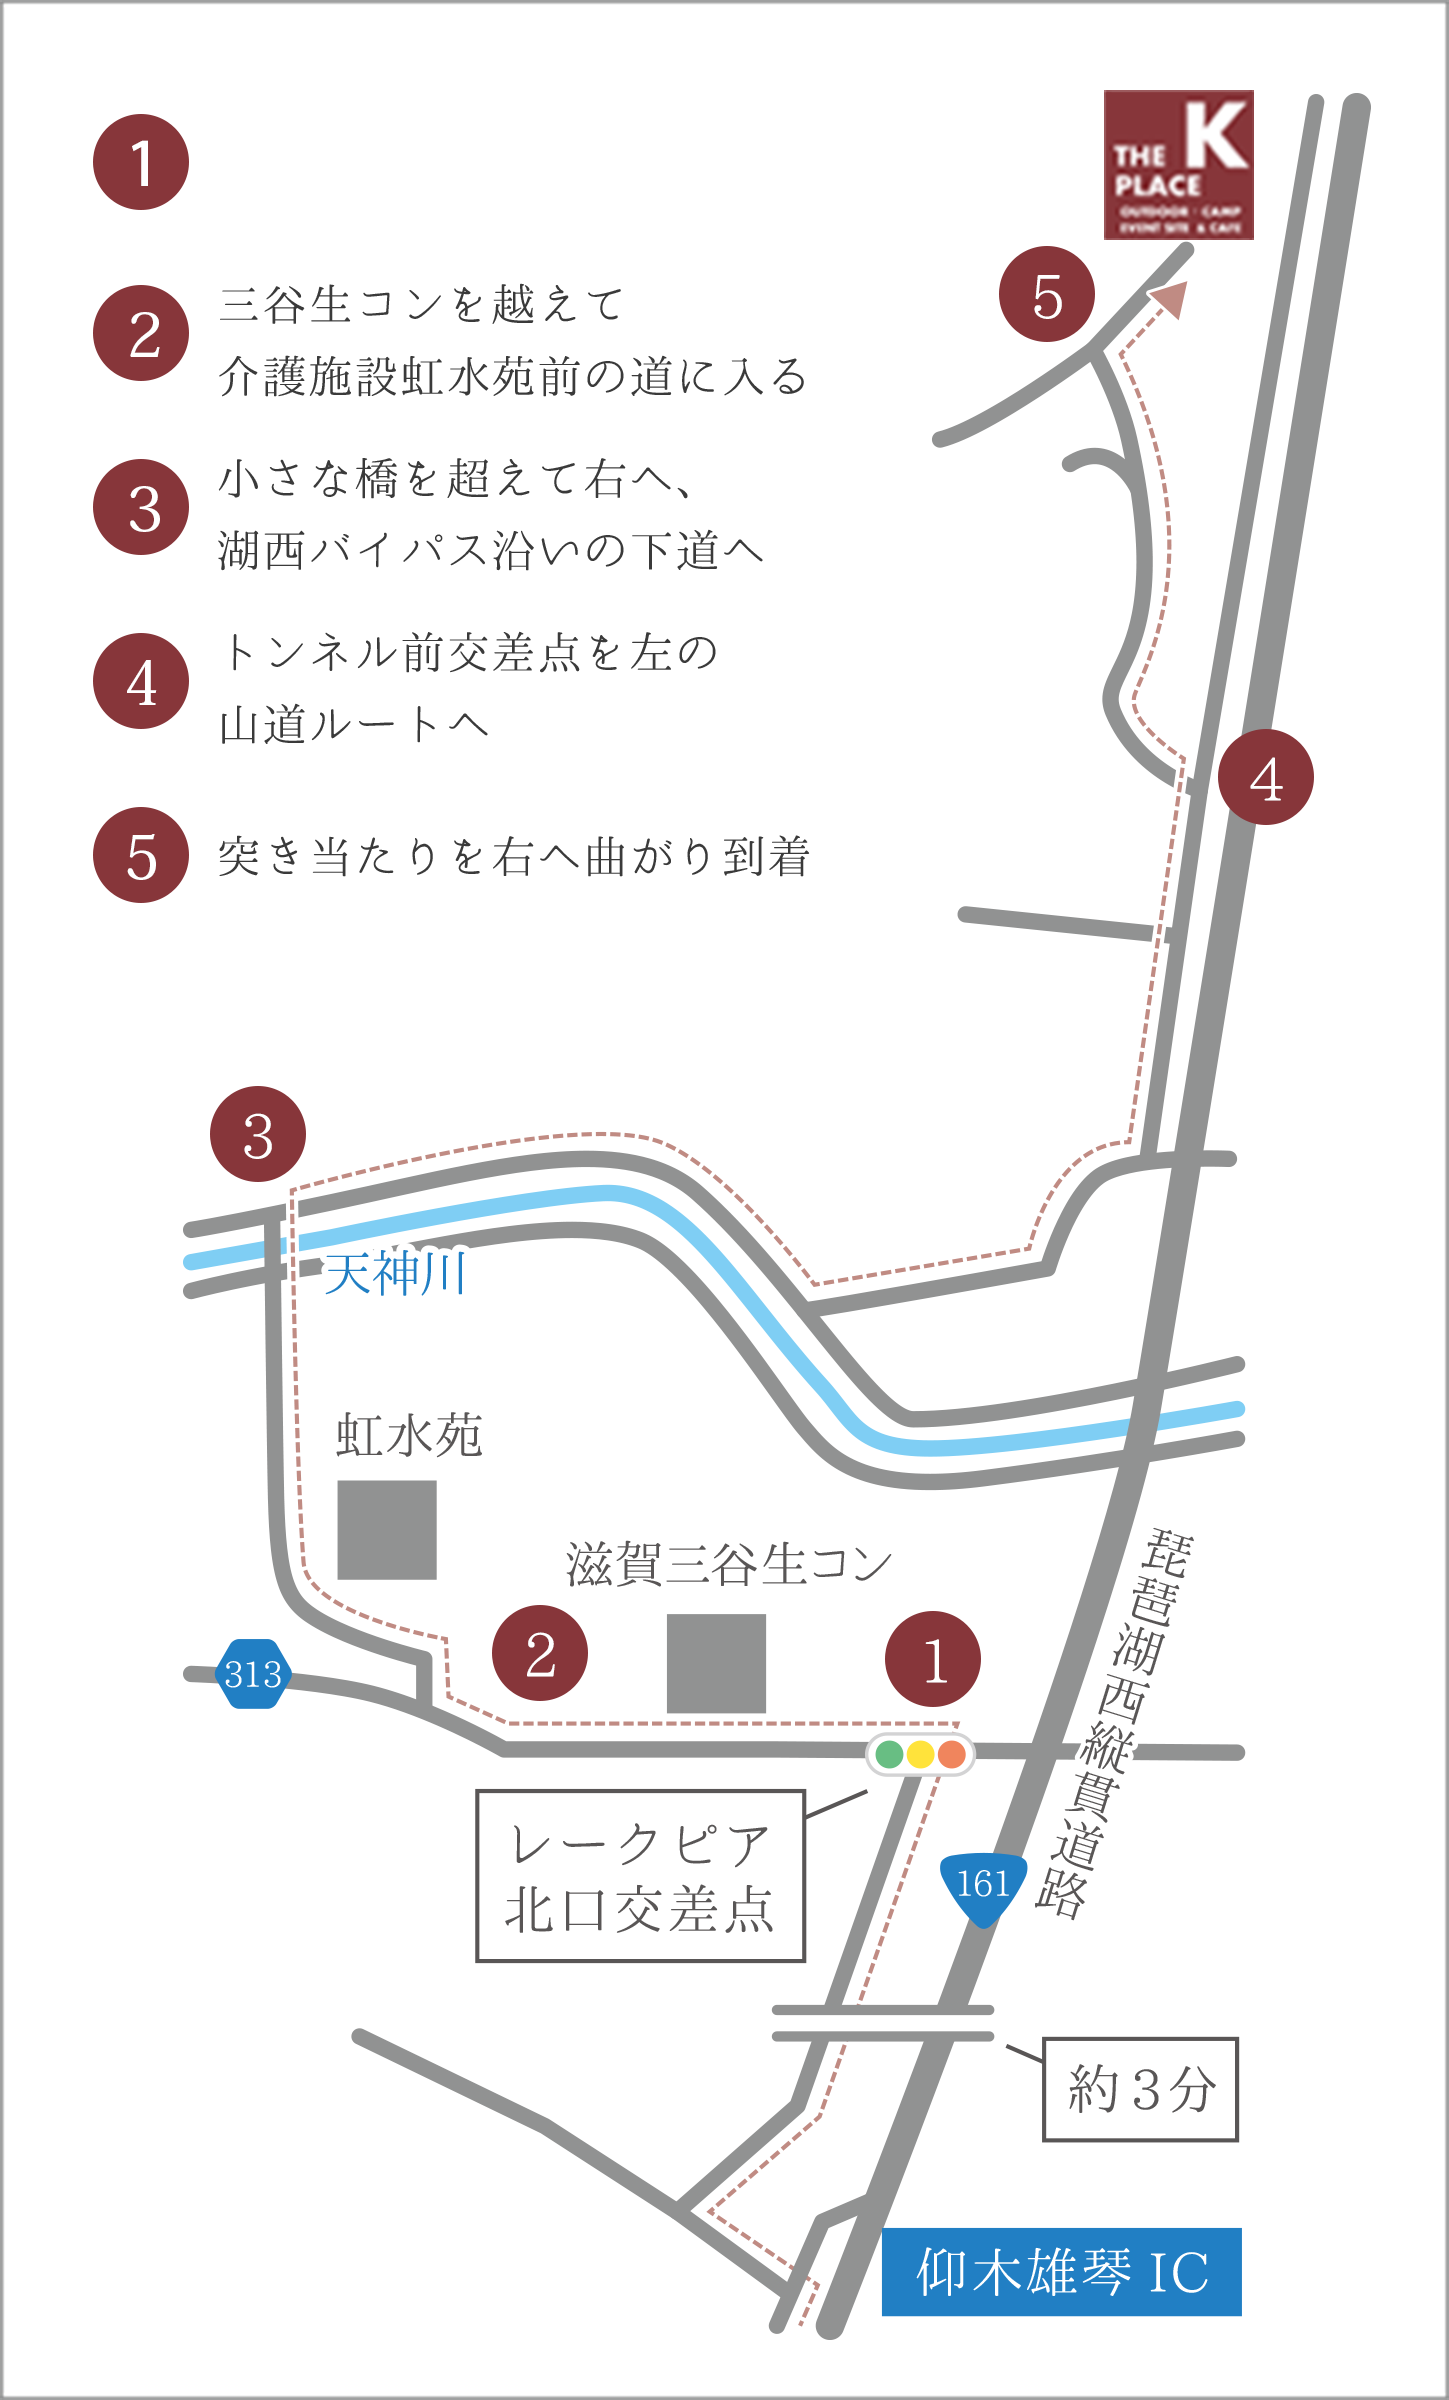 1
2
三谷生コンを越えて
介護施設虹水苑前の道に入る
3
小さな橋を超えて右へ、
湖西バイパス沿いの下道へ
4
トンネル前交差点を左の
山道ルートへ
5
突き当たりを右へ曲がり到着
K
THE
PLACE
OUTDOOR・CAMP
EVENT SITE & CAFE
5
4
3
天神川
虹水苑
滋賀三谷生コン
2
1
313
琵琶湖西縦貫道路
レークピア
北口交差点
161
約3分
仰木雄琴 IC